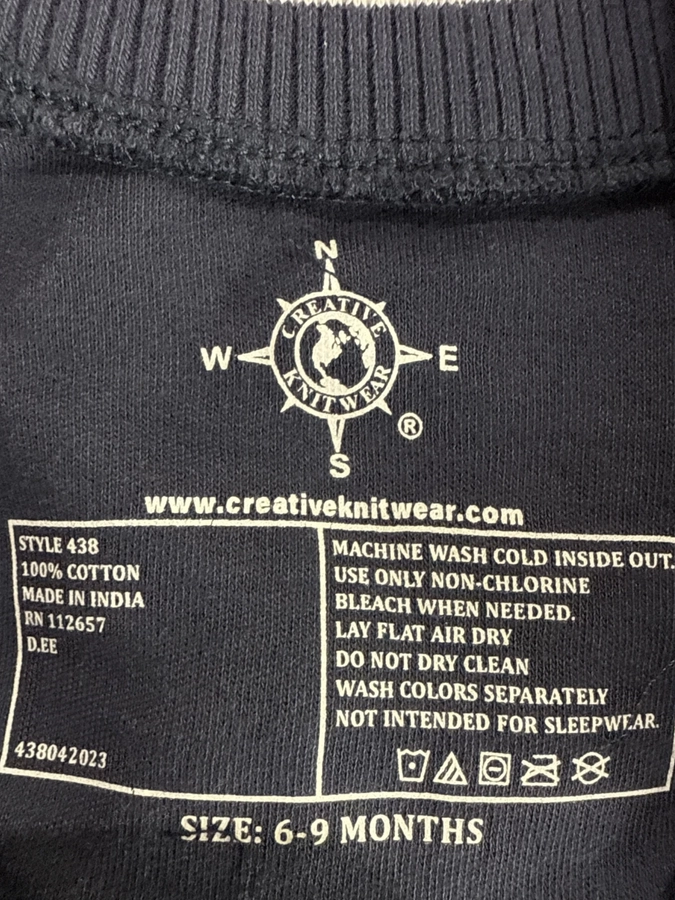 N
CREATIVE
W E
KNITWEAR
®
S
www.creativeknitwear.com
STYLE 438
100% COTTON
MADE IN INDIA
RN 112657
D.EE
438042023
MACHINE WASH COLD INSIDE OUT.
USE ONLY NON-CHLORINE
BLEACH WHEN NEEDED.
LAY FLAT AIR DRY
DO NOT DRY CLEAN
WASH COLORS SEPARATELY
NOT INTENDED FOR SLEEPWEAR.
SIZE: 6-9 MONTHS